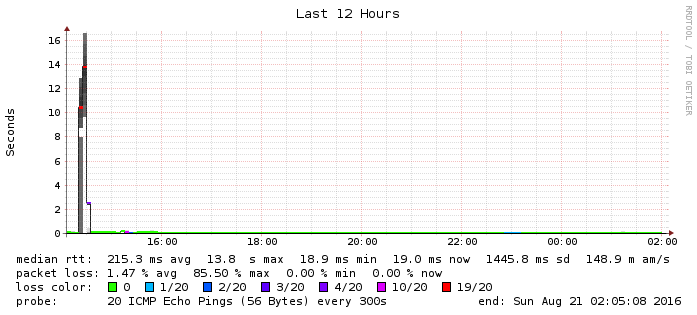 Last 12 Hours
RRDTOOL / TOBI OETIKER
Seconds
16
14
12
10
8
6
4
2
0
16:00 18:00 20:00 22:00 00:00 02:00
median rtt: 215.3 ms avg 13.8 s max 18.9 ms min 19.0 ms now 1445.8 ms sd 148.9 m am/s
packet loss: 1.47 % avg 85.50 % max 0.00 % min 0.00 % now
loss color: 0 1/20 2/20 3/20 4/20 10/20 19/20
probe: 20 ICMP Echo Pings (56 Bytes) every 300s end: Sun Aug 21 02:05:08 2016